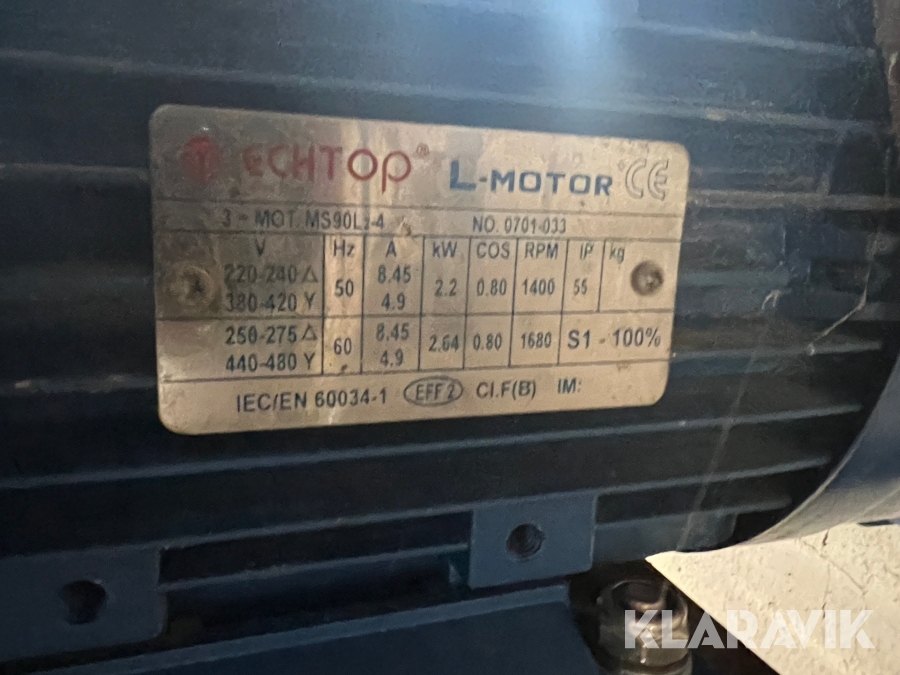 TECHTOP® L-MOTOR CE
3~MOT. MS90L2-4 NO. 0701-033
V Hz A kW COS RPM IP kg
220-240 Δ 50 8.45 2.2 0.80 1400 55
380-420 Y 4.9
250-275 Δ 60 8.45 2.64 0.80 1680 S1 - 100%
440-480 Y 4.9
IEC/EN 60034-1 EFF2 Cl.F(B) IM:
KLARAVIK